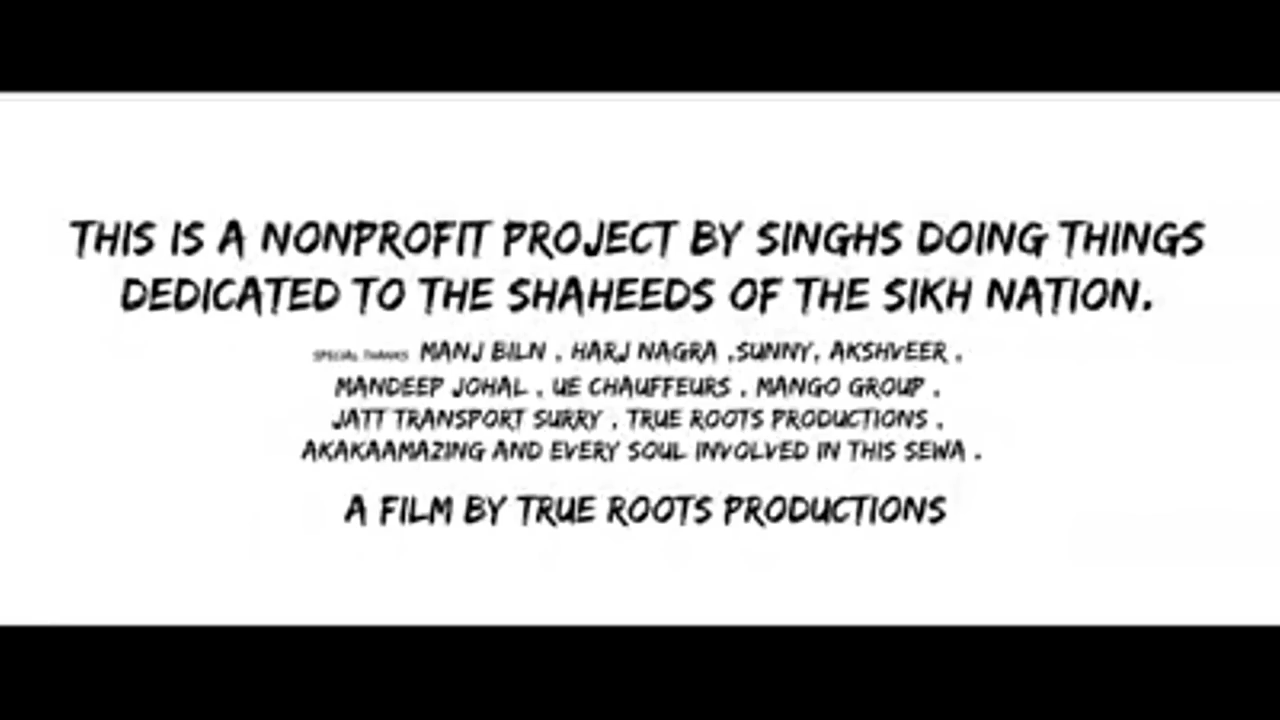 THIS IS A NONPROFIT PROJECT BY SINGHS DOING THINGS
DEDICATED TO THE SHAHEEDS OF THE SIKH NATION.
SPECIAL THANKS MANJ BILN , HARJ NAGRA ,SUNNY, AKSHVEER ,
MANDEEP JOHAL , UE CHAUFFEURS , MANGO GROUP ,
JATT TRANSPORT SURRY , TRUE ROOTS PRODUCTIONS ,
AKAKAAMAZING AND EVERY SOUL INVOLVED IN THIS SEWA .
A FILM BY TRUE ROOTS PRODUCTIONS